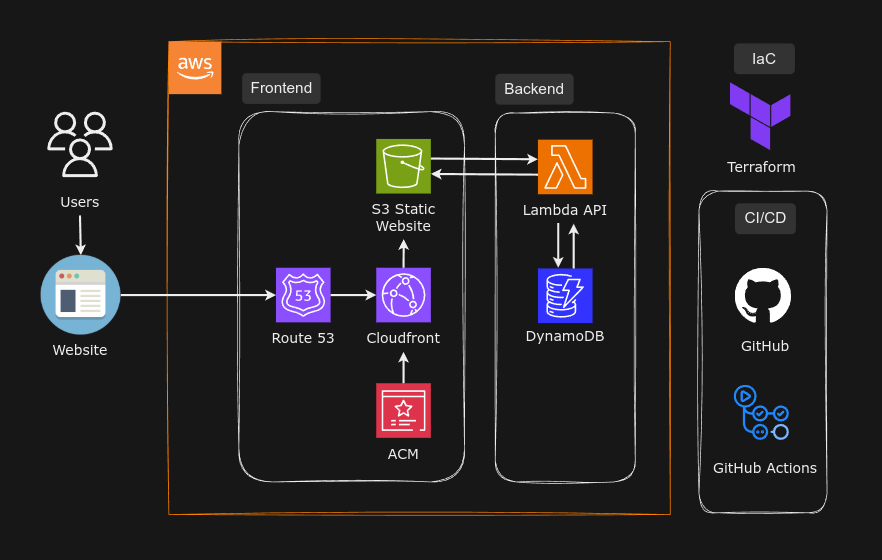 aws
Frontend
Backend
IaC
Terraform
CI/CD
Users
S3 Static
Website
Lambda API
53
Website
Route 53
Cloudfront
DynamoDB
GitHub
ACM
GitHub Actions